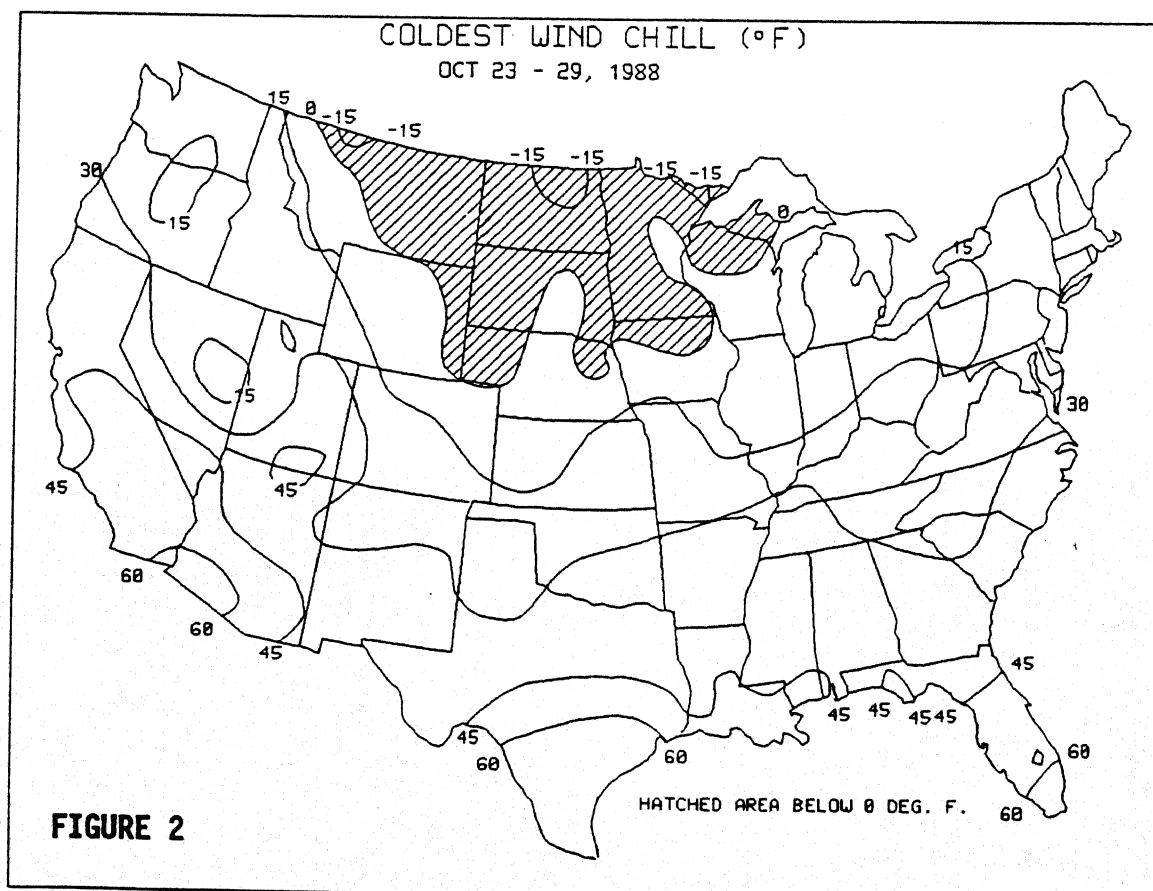 COLDEST WIND CHILL (°F)
OCT 23 - 29, 1988
15 0 -15 -15 -15 -15 -15 -15
0
30
15
15
15
45
30
45
60
60
45
45
60
60
45 45 45 45
45
60
60
HATCHED AREA BELOW 0 DEG. F.
FIGURE 2